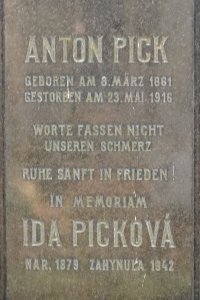 ANTON PICK
GEBOREN AM 8. MÄRZ 1861
GESTORBEN AM 23. MAI 1916
WORTE FASSEN NICHT
UNSEREN SCHMERZ
RUHE SANFT IN FRIEDEN!
IN MEMORIAM
IDA PICKOVÁ
NAR. 1879 ZAHYNULA 1942